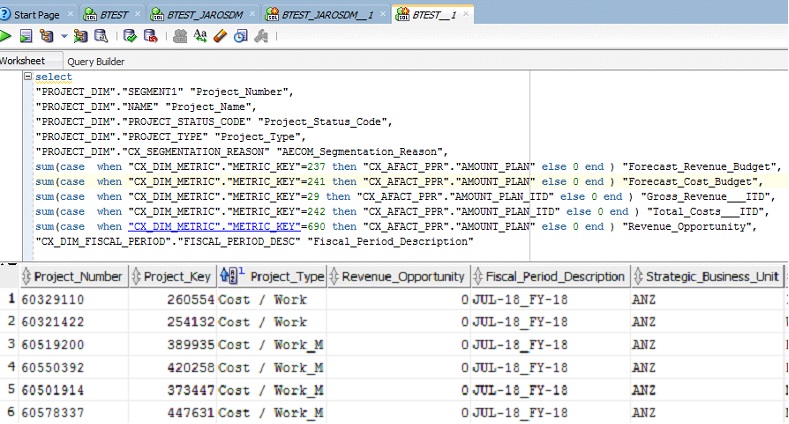 Start Page BTEST BTEST_JAROSDM BTEST_JAROSDM__1 BTEST__1
Worksheet Query Builder
select
"PROJECT_DIM"."SEGMENT1" "Project_Number",
"PROJECT_DIM"."NAME" "Project_Name",
"PROJECT_DIM"."PROJECT_STATUS_CODE" "Project_Status_Code",
"PROJECT_DIM"."PROJECT_TYPE" "Project_Type",
"PROJECT_DIM"."CX_SEGMENTATION_REASON" "AECOM_Segmentation_Reason",
sum(case when "CX_DIM_METRIC"."METRIC_KEY"=237 then "CX_AFACT_PPR"."AMOUNT_PLAN" else 0 end ) "Forecast_Revenue_Budget",
sum(case when "CX_DIM_METRIC"."METRIC_KEY"=241 then "CX_AFACT_PPR"."AMOUNT_PLAN" else 0 end ) "Forecast_Cost_Budget",
sum(case when "CX_DIM_METRIC"."METRIC_KEY"=29 then "CX_AFACT_PPR"."AMOUNT_PLAN_ITD" else 0 end ) "Gross_Revenue___ITD",
sum(case when "CX_DIM_METRIC"."METRIC_KEY"=242 then "CX_AFACT_PPR"."AMOUNT_PLAN_ITD" else 0 end ) "Total_Costs___ITD",
sum(case when "CX_DIM_METRIC"."METRIC_KEY"=690 then "CX_AFACT_PPR"."AMOUNT_PLAN" else 0 end ) "Revenue_Opportunity",
"CX_DIM_FISCAL_PERIOD"."FISCAL_PERIOD_DESC" "Fiscal_Period_Description"
Project_Number Project_Key 1 Project_Type Revenue_Opportunity Fiscal_Period_Description Strategic_Business_Unit
1 60329110 260554 Cost / Work 0 JUL-18_FY-18 ANZ
2 60321422 254132 Cost / Work 0 JUL-18_FY-18 ANZ
3 60519200 389935 Cost / Work_M 0 JUL-18_FY-18 ANZ
4 60550392 420258 Cost / Work_M 0 JUL-18_FY-18 ANZ
5 60501914 373447 Cost / Work_M 0 JUL-18_FY-18 ANZ
6 60578337 447631 Cost / Work_M 0 JUL-18_FY-18 ANZ